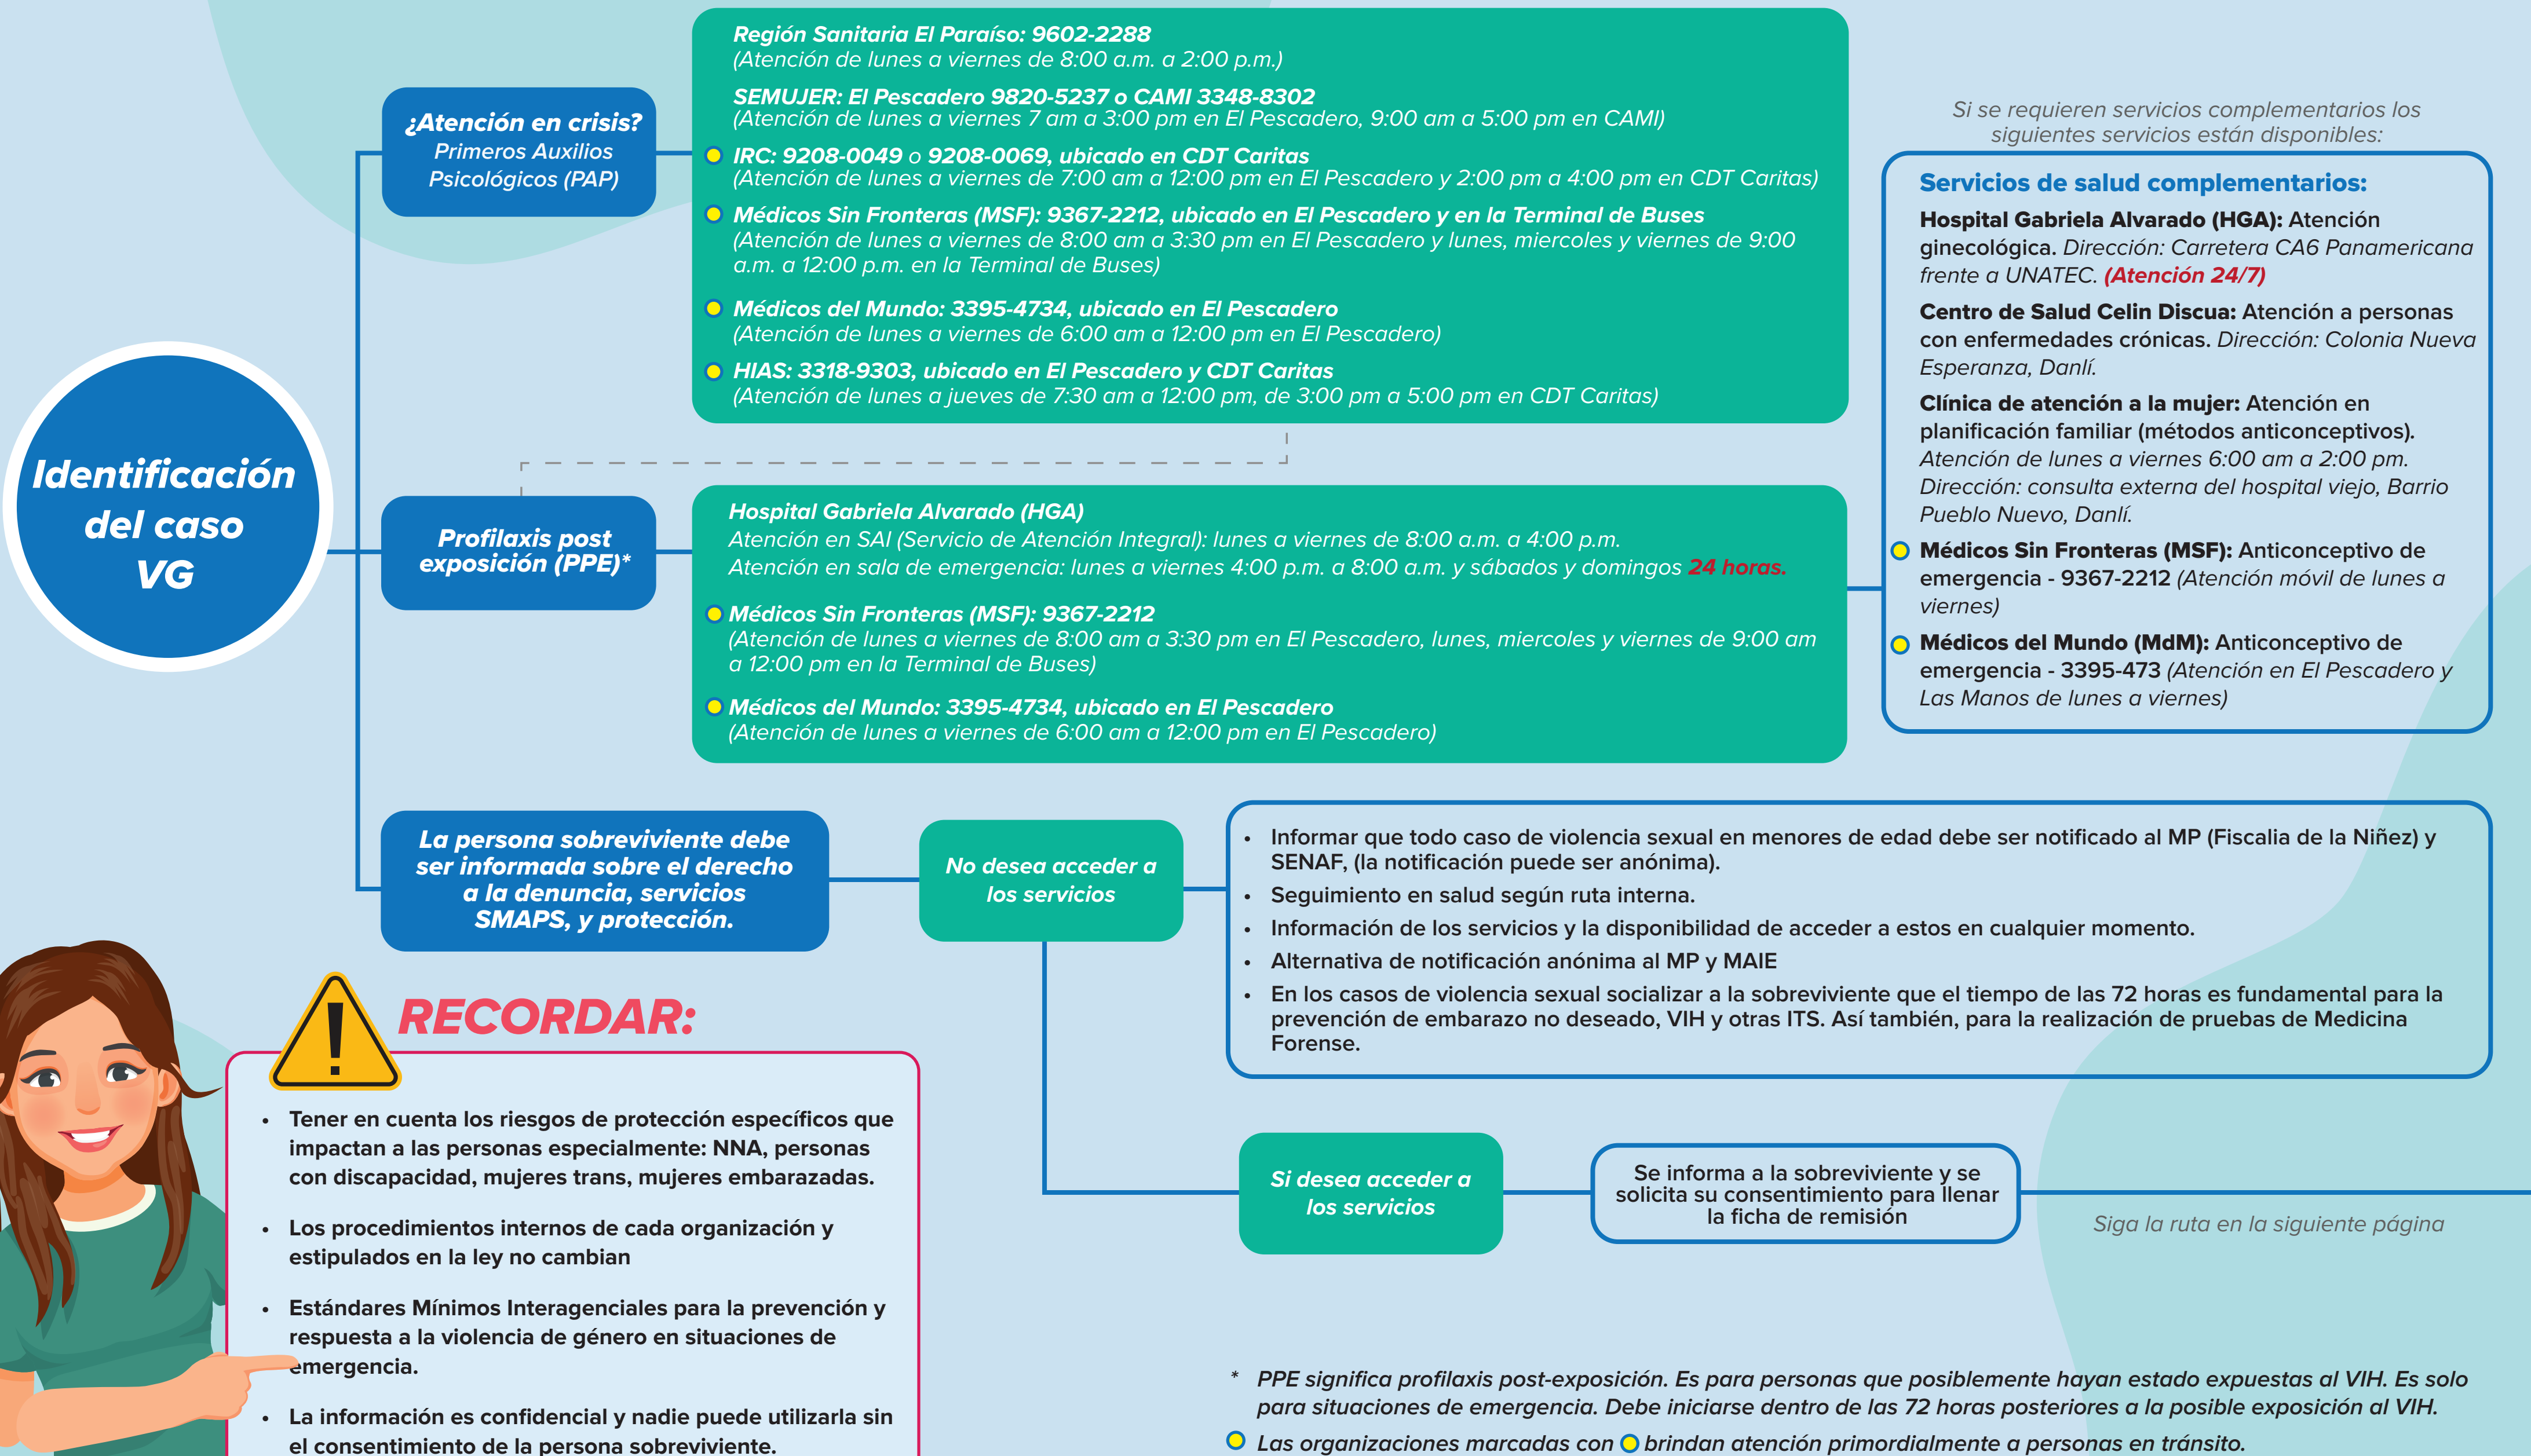 Identificación
del caso
VG
¿Atención en crisis?
Primeros Auxilios
Psicológicos (PAP)
Región Sanitaria El Paraíso: 9602-2288
(Atención de lunes a viernes de 8:00 a.m. a 2:00 p.m.)
SEMUJER: El Pescadero 9820-5237 o CAMI 3348-8302
(Atención de lunes a viernes 7 am a 3:00 pm en El Pescadero, 9:00 am a 5:00 pm en CAMI)
IRC: 9208-0049 o 9208-0069, ubicado en CDT Caritas
(Atención de lunes a viernes de 7:00 am a 12:00 pm en El Pescadero y 2:00 pm a 4:00 pm en CDT Caritas)
Médicos Sin Fronteras (MSF): 9367-2212, ubicado en El Pescadero y en la Terminal de Buses
(Atención de lunes a viernes de 8:00 am a 3:30 pm en El Pescadero y lunes, miercoles y viernes de 9:00
a.m. a 12:00 p.m. en la Terminal de Buses)
Médicos del Mundo: 3395-4734, ubicado en El Pescadero
(Atención de lunes a viernes de 6:00 am a 12:00 pm en El Pescadero)
HIAS: 3318-9303, ubicado en El Pescadero y CDT Caritas
(Atención de lunes a jueves de 7:30 am a 12:00 pm, de 3:00 pm a 5:00 pm en CDT Caritas)
Profilaxis post
exposición (PPE)*
Hospital Gabriela Alvarado (HGA)
Atención en SAI (Servicio de Atención Integral): lunes a viernes de 8:00 a.m. a 4:00 p.m.
Atención en sala de emergencia: lunes a viernes 4:00 p.m. a 8:00 a.m. y sábados y domingos 24 horas.
Médicos Sin Fronteras (MSF): 9367-2212
(Atención de lunes a viernes de 8:00 am a 3:30 pm en El Pescadero, lunes, miercoles y viernes de 9:00 am
a 12:00 pm en la Terminal de Buses)
Médicos del Mundo: 3395-4734, ubicado en El Pescadero
(Atención de lunes a viernes de 6:00 am a 12:00 pm en El Pescadero)
Si se requieren servicios complementarios los
siguientes servicios están disponibles:
Servicios de salud complementarios:
Hospital Gabriela Alvarado (HGA): Atención
ginecológica. Dirección: Carretera CA6 Panamericana
frente a UNATEC. (Atención 24/7)
Centro de Salud Celin Discua: Atención a personas
con enfermedades crónicas. Dirección: Colonia Nueva
Esperanza, Danlí.
Clínica de atención a la mujer: Atención en
planificación familiar (métodos anticonceptivos).
Atención de lunes a viernes 6:00 am a 2:00 pm.
Dirección: consulta externa del hospital viejo, Barrio
Pueblo Nuevo, Danlí.
Médicos Sin Fronteras (MSF): Anticonceptivo de
emergencia - 9367-2212 (Atención móvil de lunes a
viernes)
Médicos del Mundo (MdM): Anticonceptivo de
emergencia - 3395-473 (Atención en El Pescadero y
Las Manos de lunes a viernes)
La persona sobreviviente debe
ser informada sobre el derecho
a la denuncia, servicios
SMAPS, y protección.
No desea acceder a
los servicios
• Informar que todo caso de violencia sexual en menores de edad debe ser notificado al MP (Fiscalia de la Niñez) y
SENAF, (la notificación puede ser anónima).
• Seguimiento en salud según ruta interna.
• Información de los servicios y la disponibilidad de acceder a estos en cualquier momento.
• Alternativa de notificación anónima al MP y MAIE
• En los casos de violencia sexual socializar a la sobreviviente que el tiempo de las 72 horas es fundamental para la
prevención de embarazo no deseado, VIH y otras ITS. Así también, para la realización de pruebas de Medicina
Forense.
Si desea acceder a
los servicios
Se informa a la sobreviviente y se
solicita su consentimiento para llenar
la ficha de remisión
Siga la ruta en la siguiente página
RECORDAR:
• Tener en cuenta los riesgos de protección específicos que
impactan a las personas especialmente: NNA, personas
con discapacidad, mujeres trans, mujeres embarazadas.
• Los procedimientos internos de cada organización y
estipulados en la ley no cambian
• Estándares Mínimos Interagenciales para la prevención y
respuesta a la violencia de género en situaciones de
emergencia.
• La información es confidencial y nadie puede utilizarla sin
el consentimiento de la persona sobreviviente.
* PPE significa profilaxis post-exposición. Es para personas que posiblemente hayan estado expuestas al VIH. Es solo
para situaciones de emergencia. Debe iniciarse dentro de las 72 horas posteriores a la posible exposición al VIH.
Las organizaciones marcadas con brindan atención primordialmente a personas en tránsito.